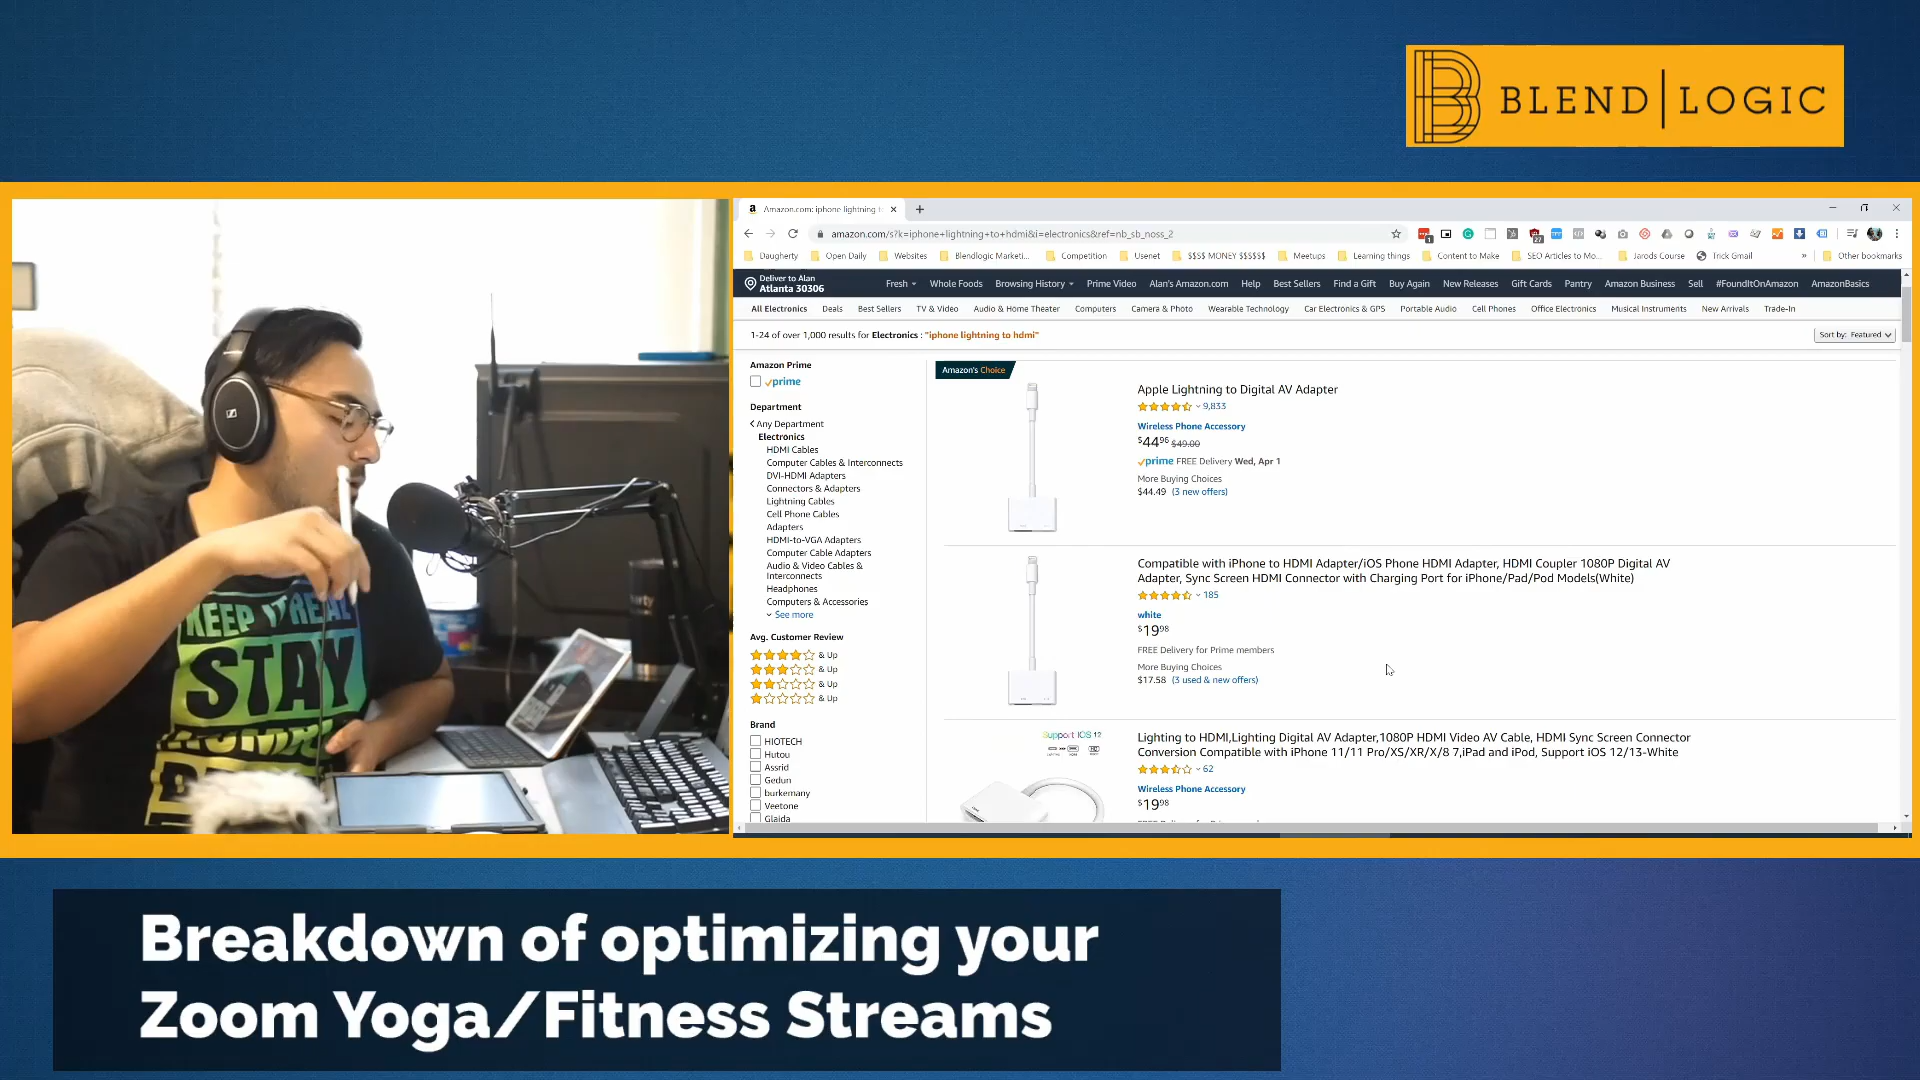 BLEND|LOGIC
Amazon.com: iphone lightning t
amazon.com/s?k=iphone+lightning+to+hdmi&i=electronics&ref=nb_sb_noss_2
Daugherty Open Daily Websites Blendlogic Marketi... Competition Usenet $$$$ MONEY $$$$$$ Meetups Learning things Content to Make SEO Articles to Mo... Jarods Course Trick Gmail » Other bookmarks
Deliver to Alan
Atlanta 30306
Fresh Whole Foods Browsing History Prime Video Alan's Amazon.com Help Best Sellers Find a Gift Buy Again New Releases Gift Cards Pantry Amazon Business Sell #FoundItOnAmazon AmazonBasics
All Electronics Deals Best Sellers TV & Video Audio & Home Theater Computers Camera & Photo Wearable Technology Car Electronics & GPS Portable Audio Cell Phones Office Electronics Musical Instruments New Arrivals Trade-In
1-24 of over 1,000 results for Electronics : "iphone lightning to hdmi"
Sort by: Featured
Amazon Prime
prime
Department
Any Department
Electronics
HDMI Cables
Computer Cables & Interconnects
DVI-HDMI Adapters
Connectors & Adapters
Lightning Cables
Cell Phone Cables
Adapters
HDMI-to-VGA Adapters
Computer Cable Adapters
Audio & Video Cables &
Interconnects
Headphones
Computers & Accessories
See more
Avg. Customer Review
& Up
& Up
& Up
& Up
Brand
HIOTECH
Hutou
Assrid
Gedun
burkemany
Veetone
Glaida
Amazon's Choice
Apple Lightning to Digital AV Adapter
9,833
Wireless Phone Accessory
$44.96 $49.00
prime FREE Delivery Wed, Apr 1
More Buying Choices
$44.49 (3 new offers)
Compatible with iPhone to HDMI Adapter/iOS Phone HDMI Adapter, HDMI Coupler 1080P Digital AV
Adapter, Sync Screen HDMI Connector with Charging Port for iPhone/Pad/Pod Models(White)
185
white
$19.98
FREE Delivery for Prime members
More Buying Choices
$17.58 (3 used & new offers)
Support IOS 12
Lighting to HDMI,Lighting Digital AV Adapter,1080P HDMI Video AV Cable, HDMI Sync Screen Connector
Conversion Compatible with iPhone 11/11 Pro/XS/XR/X/8 7,iPad and iPod, Support iOS 12/13-White
62
Wireless Phone Accessory
$19.98
KEEP IT REAL
STAY
Breakdown of optimizing your
Zoom Yoga/Fitness Streams